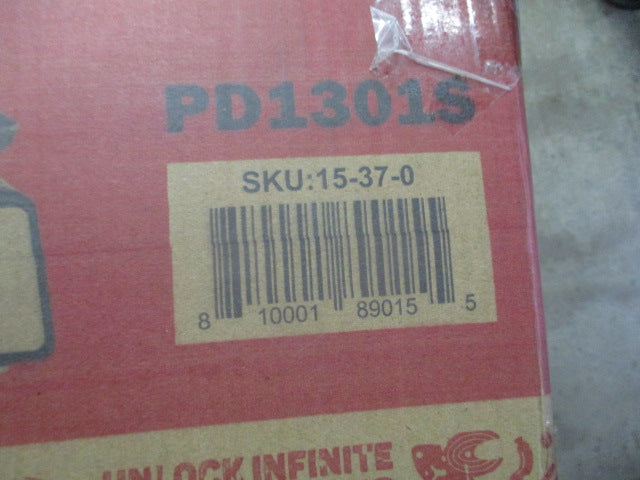 PD1301S
SKU:15-37-0
8 10001 89015 5
UNLOCK INFINITE